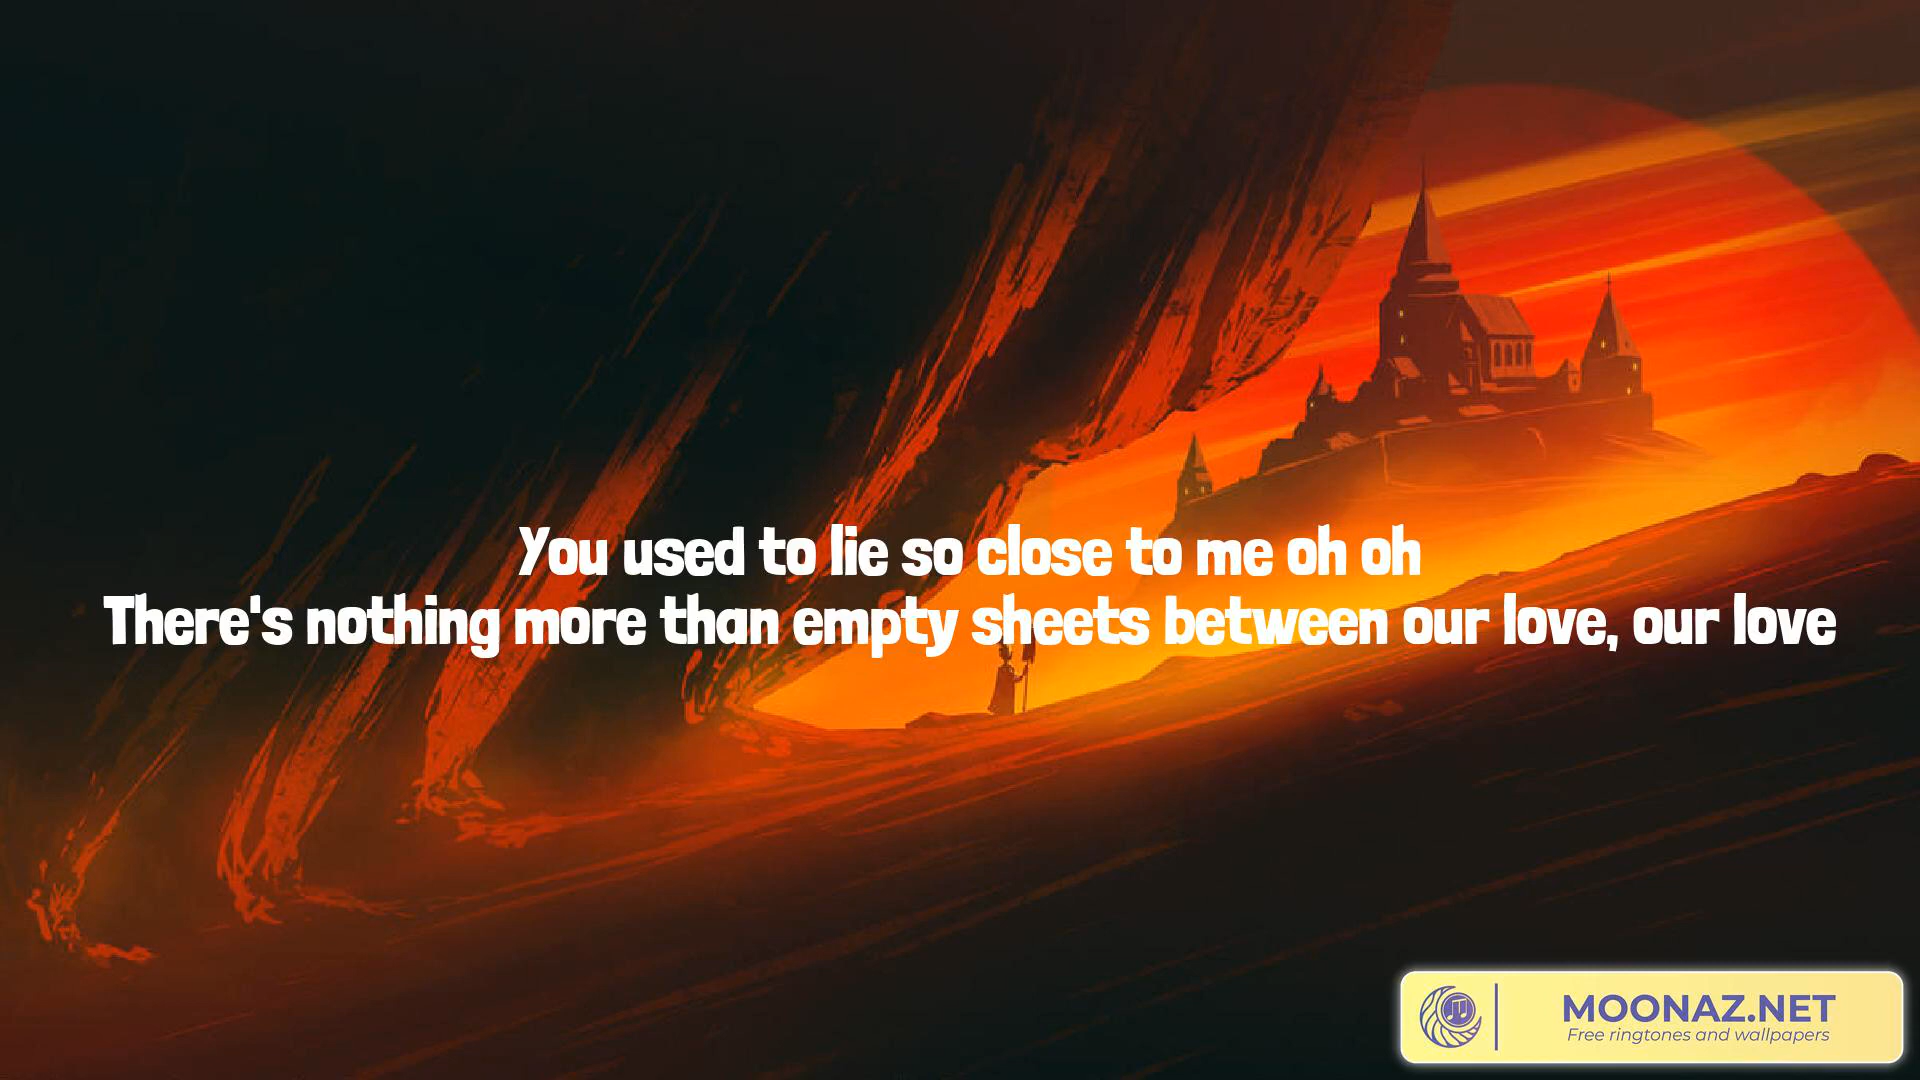 You used to lie so close to me oh oh
There's nothing more than empty sheets between our love, our love
MOONAZ.NET
Free ringtones and wallpapers